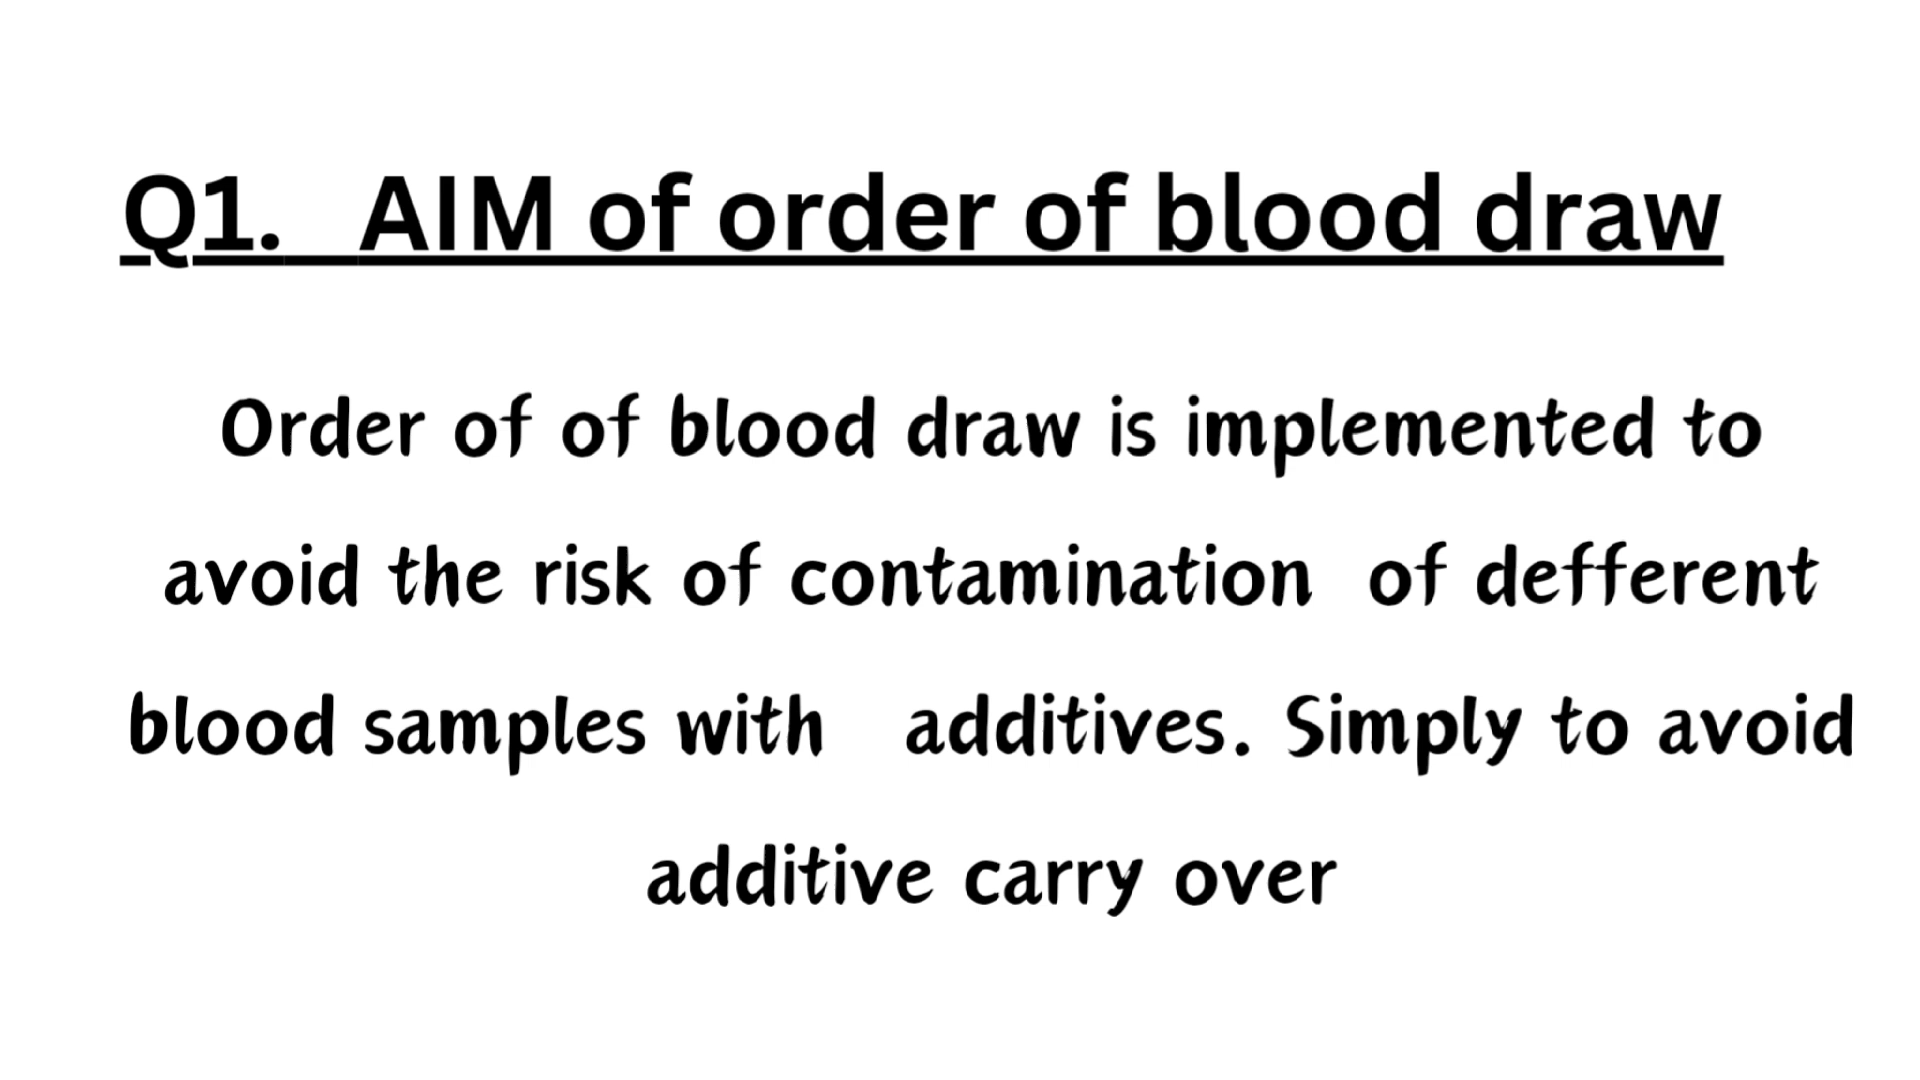 Q1. AIM of order of blood draw
Order of of blood draw is implemented to
avoid the risk of contamination of defferent
blood samples with additives. Simply to avoid
additive carry over